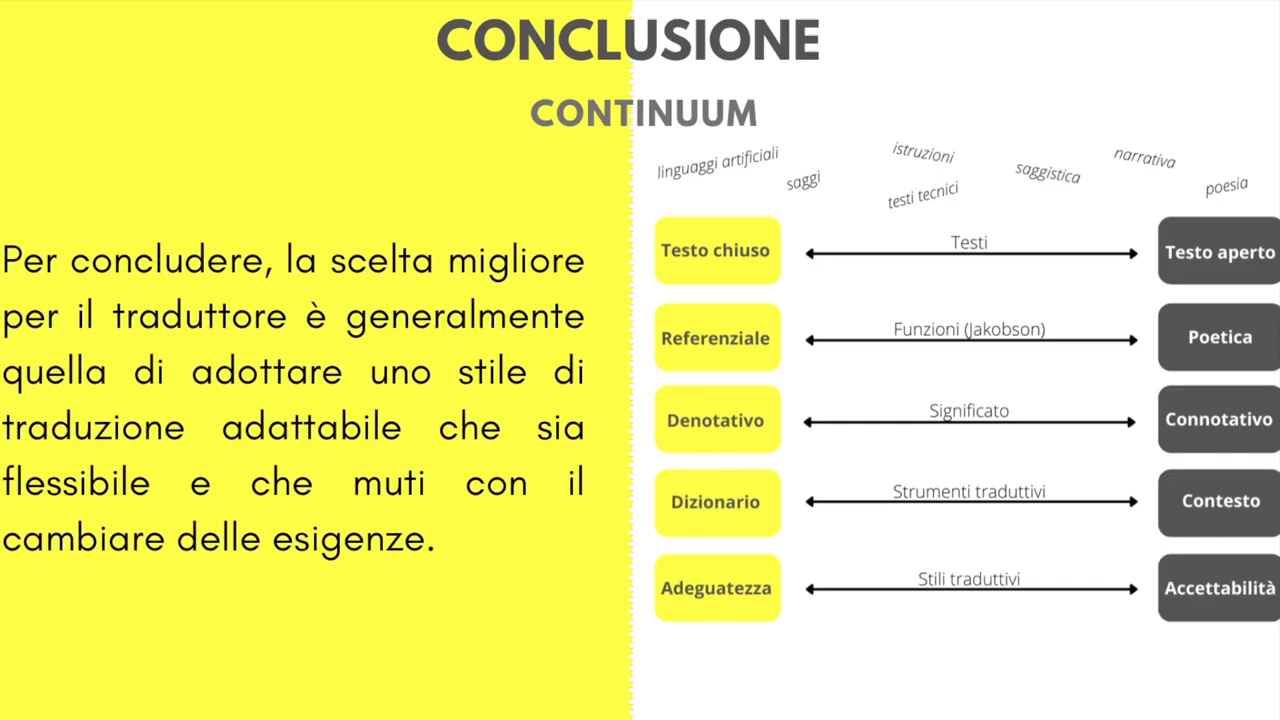 CONCLUSIONE
CONTINUUM
Per concludere, la scelta migliore
per il traduttore è generalmente
quella di adottare uno stile di
traduzione adattabile che sia
flessibile e che muti con il
cambiare delle esigenze.
linguaggi artificiali
saggi
istruzioni
testi tecnici
saggistica
narrativa
poesia
Testo chiuso
Testi
Testo aperto
Referenziale
Funzioni (Jakobson)
Poetica
Denotativo
Significato
Connotativo
Dizionario
Strumenti traduttivi
Contesto
Adeguatezza
Stili traduttivi
Accettabilità